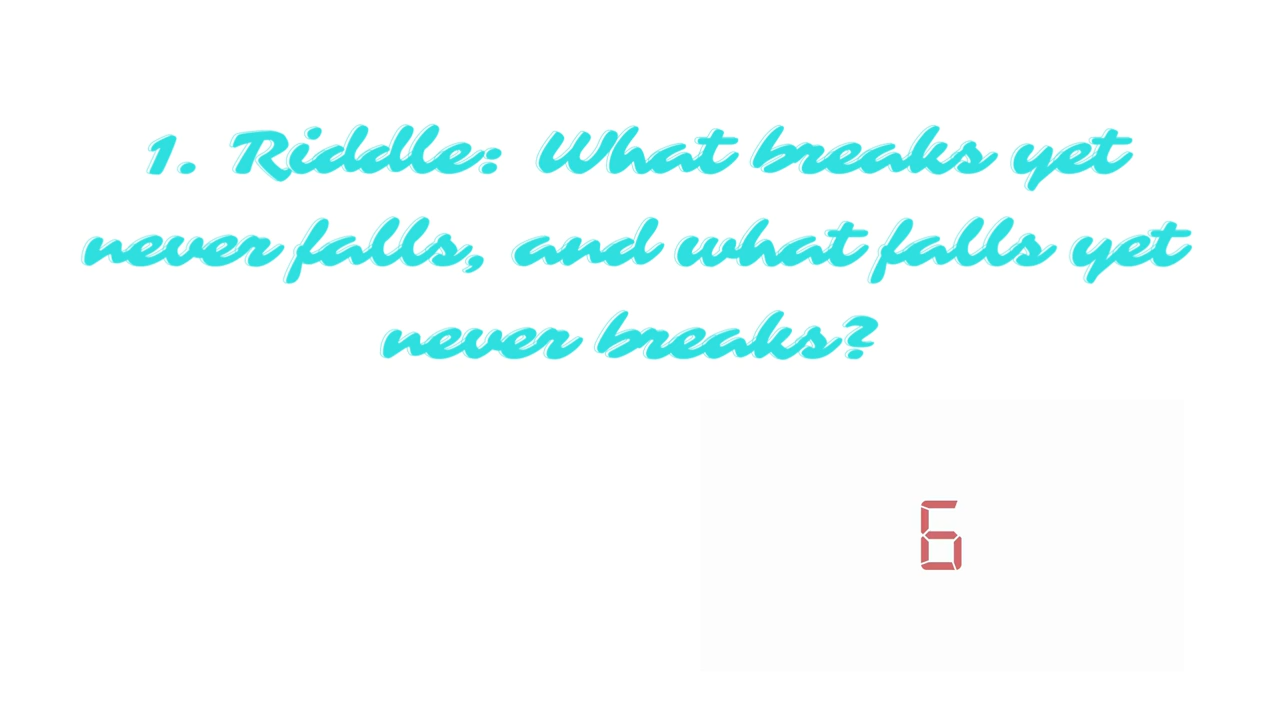 1. Riddle: What breaks yet
never falls, and what falls yet
never breaks?
6